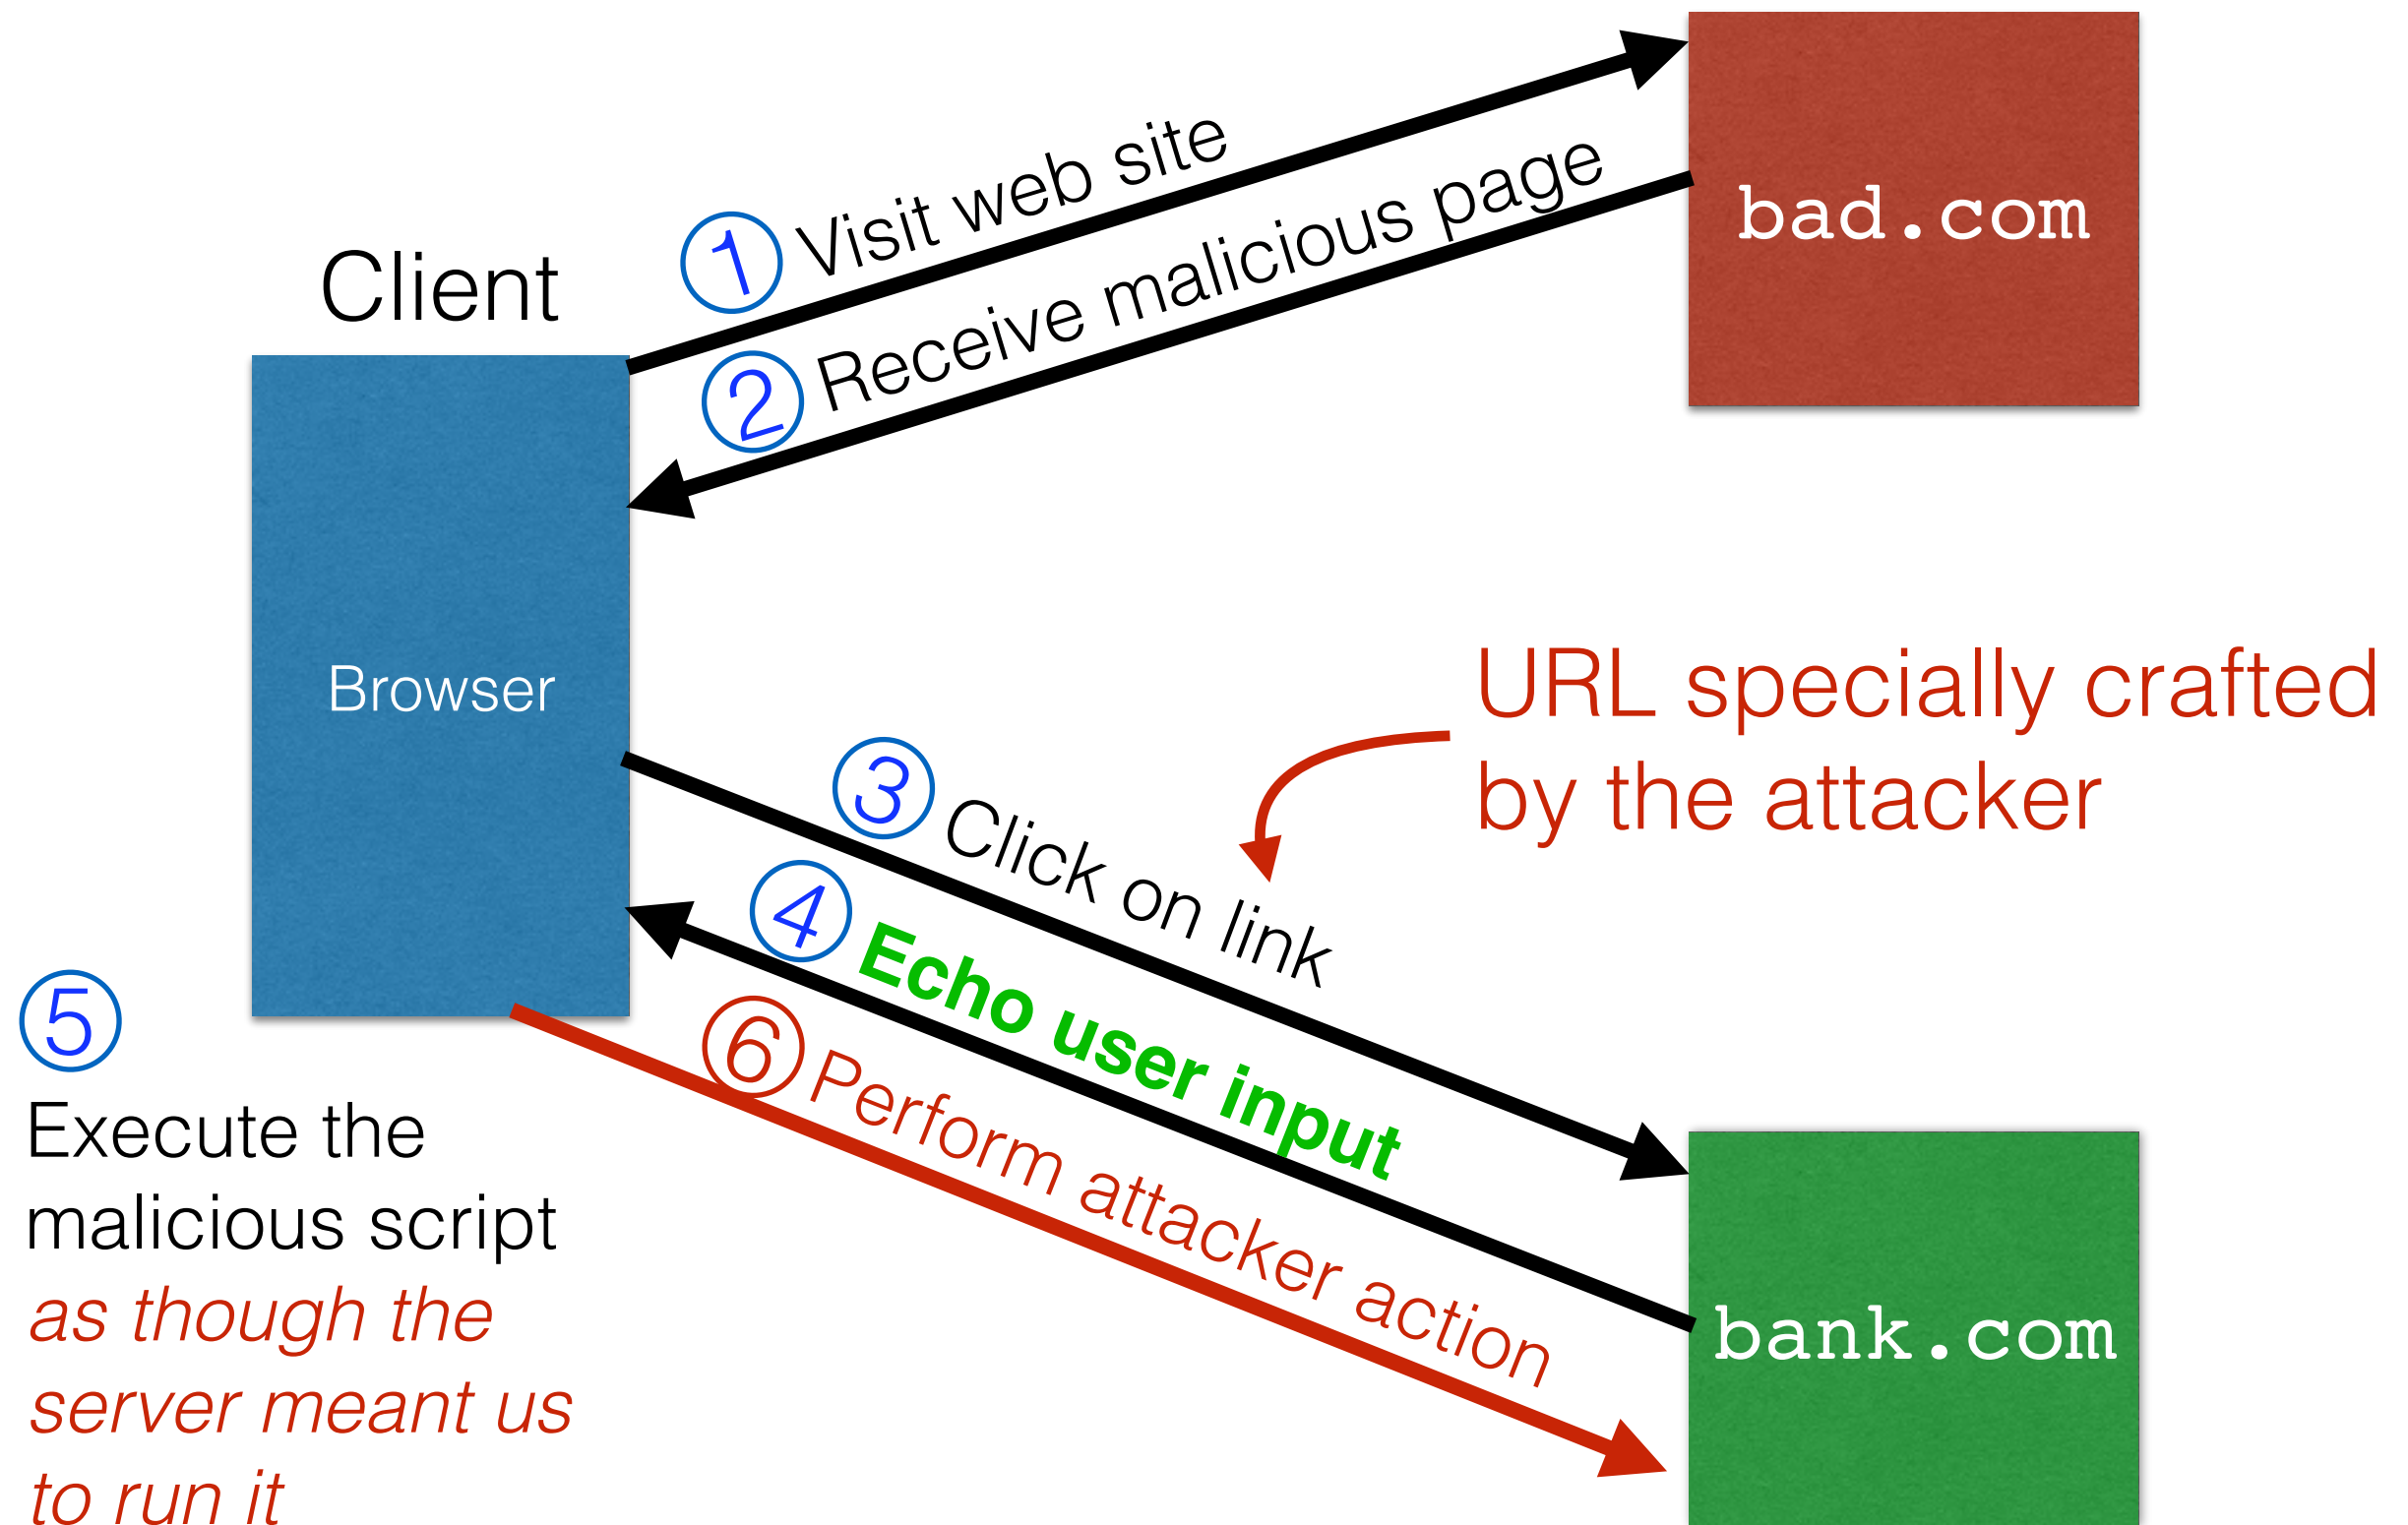 bad.com
① Visit web site
② Receive malicious page
Client
Browser
URL specially crafted
by the attacker
③ Click on link
④ Echo user input
⑤
Execute the
malicious script
as though the
server meant us
to run it
⑥ Perform attacker action
bank.com